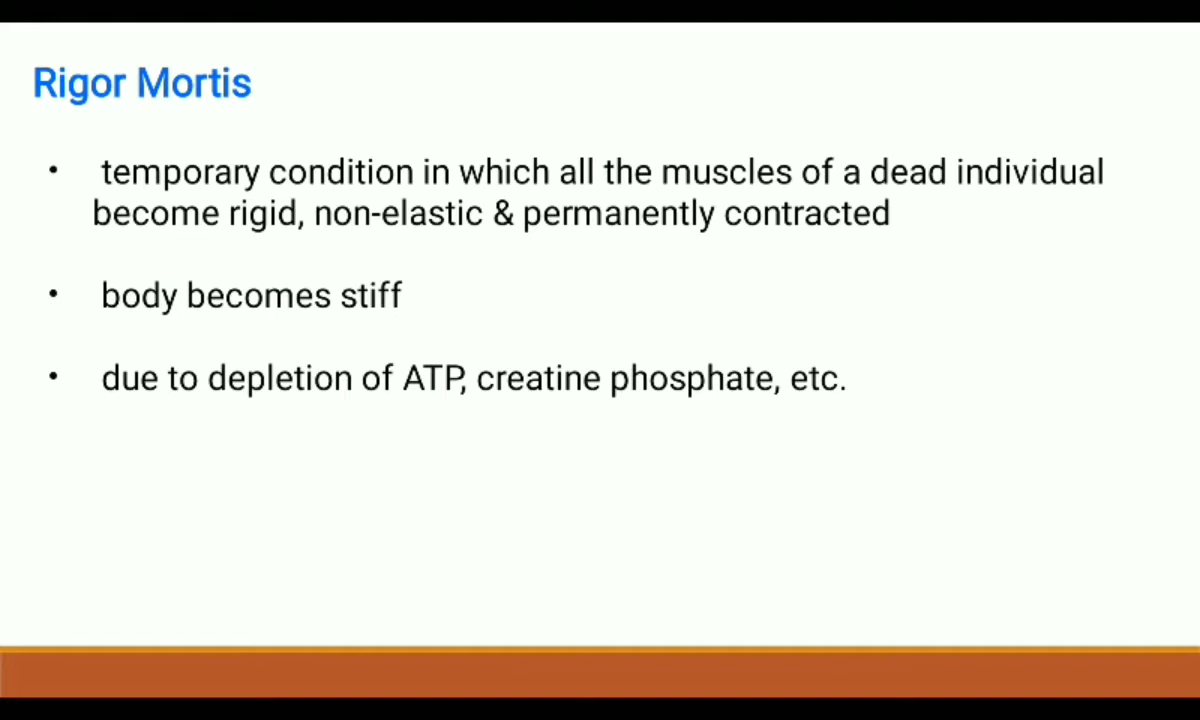 Rigor Mortis
• temporary condition in which all the muscles of a dead individual
become rigid, non-elastic & permanently contracted
• body becomes stiff
• due to depletion of ATP, creatine phosphate, etc.